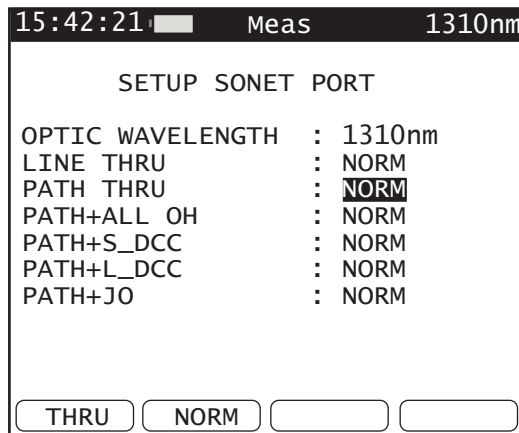 15:42:21 Meas 1310nm
SETUP SONET PORT
OPTIC WAVELENGTH : 1310nm
LINE THRU : NORM
PATH THRU : NORM
PATH+ALL OH : NORM
PATH+S_DCC : NORM
PATH+L_DCC : NORM
PATH+JO : NORM
THRU NORM